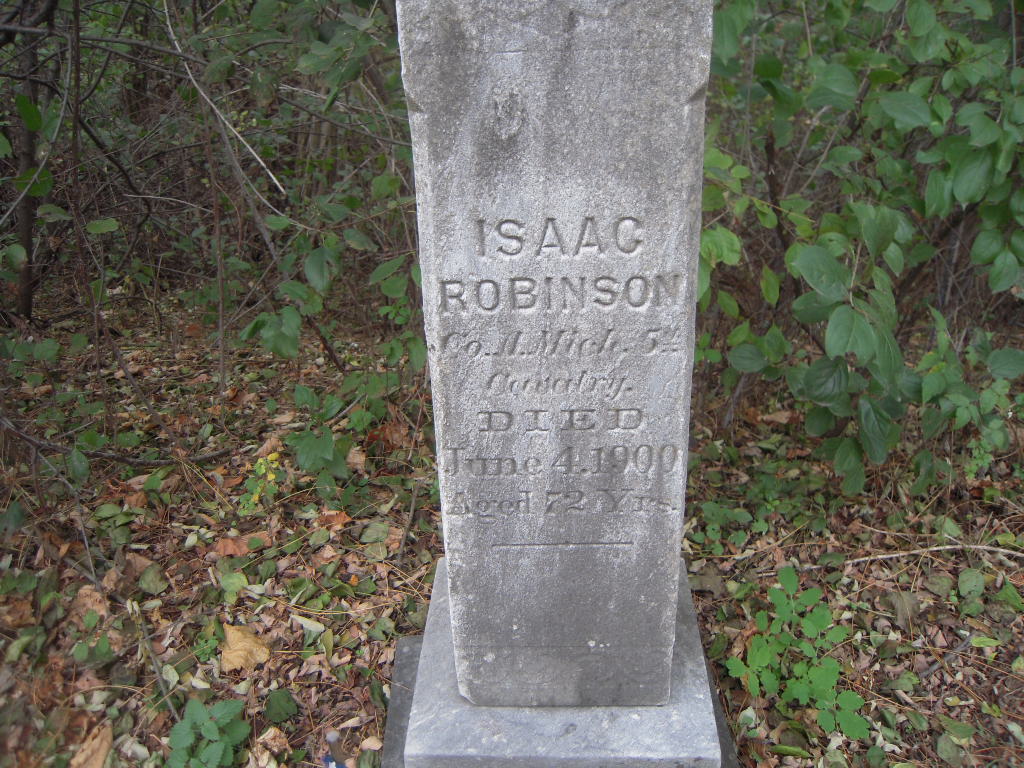 ISAAC
ROBINSON
Co. Mich. 5th
Cavalry.
DIED
June 4. 1900
Aged 72 Yrs.